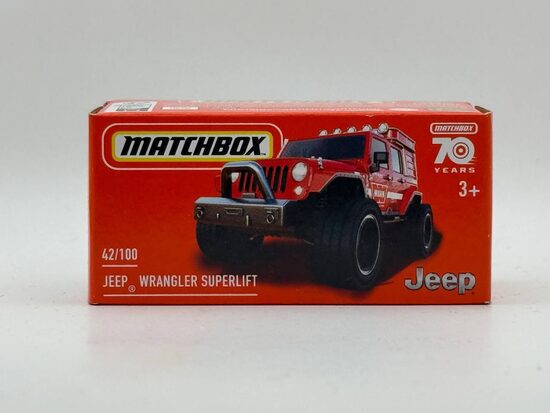 MATCHBOX
MATCHBOX
70
YEARS
3+
42/100
JEEP® WRANGLER SUPERLIFT
Jeep